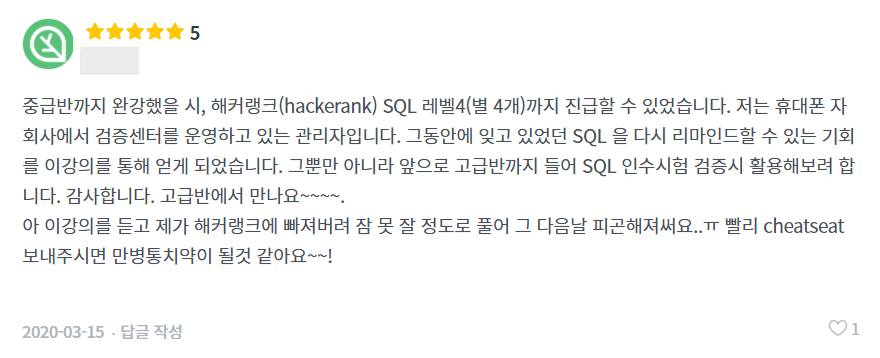 5
중급반까지 완강했을 시, 해커랭크(hackerank) SQL 레벨4(별 4개)까지 진급할 수 있었습니다. 저는 휴대폰 자
회사에서 검증센터를 운영하고 있는 관리자입니다. 그동안에 잊고 있었던 SQL 을 다시 리마인드할 수 있는 기회
를 이강의를 통해 얻게 되었습니다. 그뿐만 아니라 앞으로 고급반까지 들어 SQL 인수시험 검증시 활용해보려 합
니다. 감사합니다. 고급반에서 만나요~~~~.
아 이강의를 듣고 제가 해커랭크에 빠져버려 잠 못 잘 정도로 풀어 그 다음날 피곤해져써요..ㅠ 빨리 cheatseat
보내주시면 만병통치약이 될것 같아요~~!
2020-03-15 · 답글 작성
1